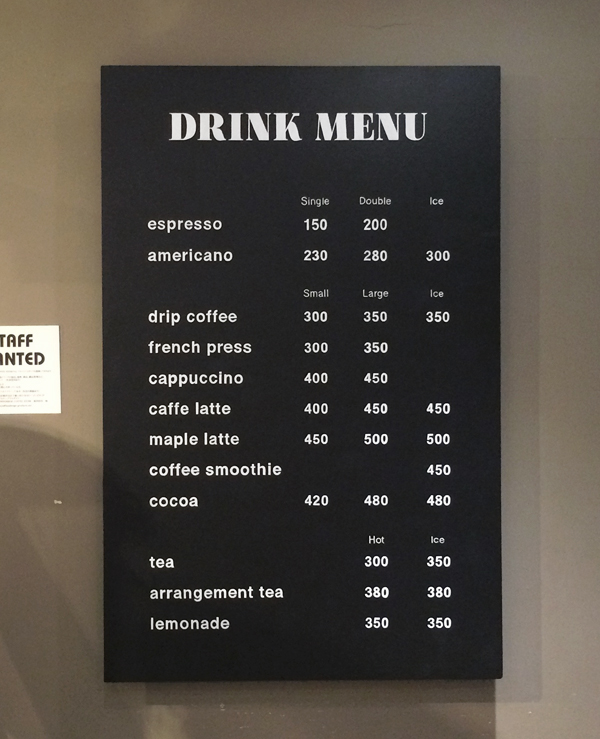 DRINK MENU
Single Double Ice
espresso 150 200
americano 230 280 300
Small Large Ice
drip coffee 300 350 350
french press 300 350
cappuccino 400 450
caffe latte 400 450 450
maple latte 450 500 500
coffee smoothie 450
cocoa 420 480 480
Hot Ice
tea 300 350
arrangement tea 380 380
lemonade 350 350
TAFF
ANTED